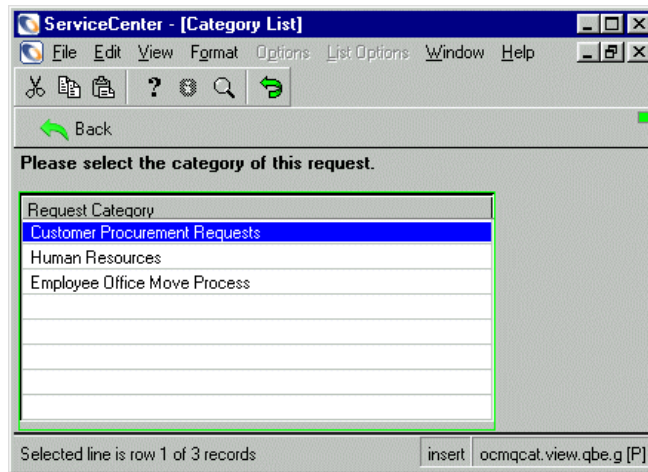 ServiceCenter - [Category List]
File Edit View Format Options List Options Window Help
?
Back
Please select the category of this request.
Request Category
Customer Procurement Requests
Human Resources
Employee Office Move Process
Selected line is row 1 of 3 records insert ocmqcat.view.qbe.g [P]